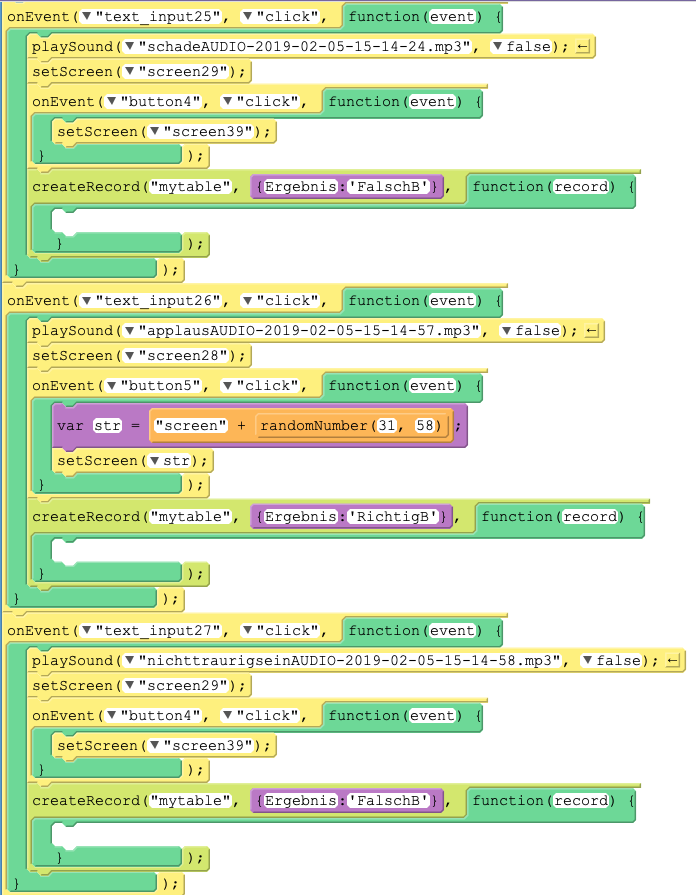 onEvent(▼"text_input25", ▼"click", function(event) {
playSound(▼"schadeAUDIO-2019-02-05-15-14-24.mp3", ▼false); ←
setScreen(▼"screen29");
onEvent(▼"button4", ▼"click", function(event) {
setScreen(▼"screen39");
} );
createRecord("mytable", {Ergebnis:'FalschB'}, function(record) {
} );
} );
onEvent(▼"text_input26", ▼"click", function(event) {
playSound(▼"applausAUDIO-2019-02-05-15-14-57.mp3", ▼false); ←
setScreen(▼"screen28");
onEvent(▼"button5", ▼"click", function(event) {
var str = "screen" + randomNumber(31, 58);
setScreen(▼str);
} );
createRecord("mytable", {Ergebnis:'RichtigB'}, function(record) {
} );
} );
onEvent(▼"text_input27", ▼"click", function(event) {
playSound(▼"nichttraurigseinAUDIO-2019-02-05-15-14-58.mp3", ▼false); ←
setScreen(▼"screen29");
onEvent(▼"button4", ▼"click", function(event) {
setScreen(▼"screen39");
} );
createRecord("mytable", {Ergebnis:'FalschB'}, function(record) {
} );
} );